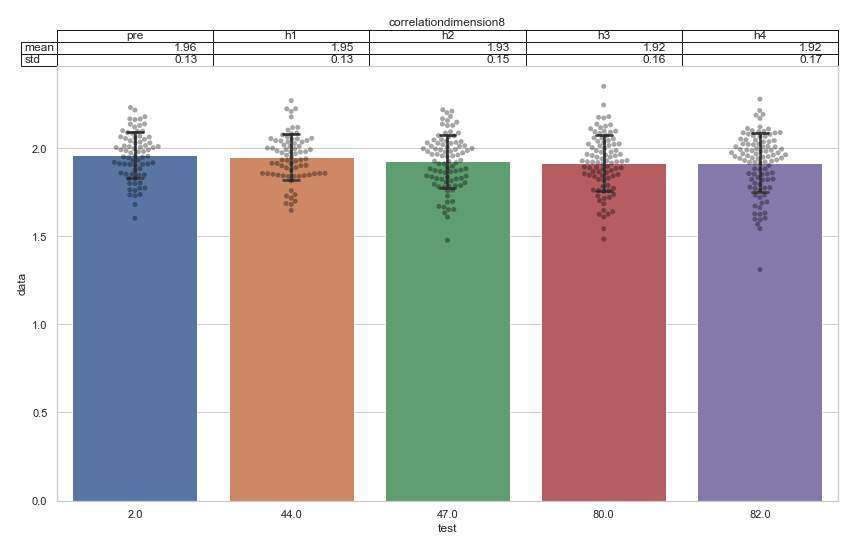 correlationdimension8
pre h1 h2 h3 h4
mean 1.96 1.95 1.93 1.92 1.92
std 0.13 0.13 0.15 0.16 0.17
2.0
1.5
1.0
0.5
0.0
data
2.0 44.0 47.0 80.0 82.0
test